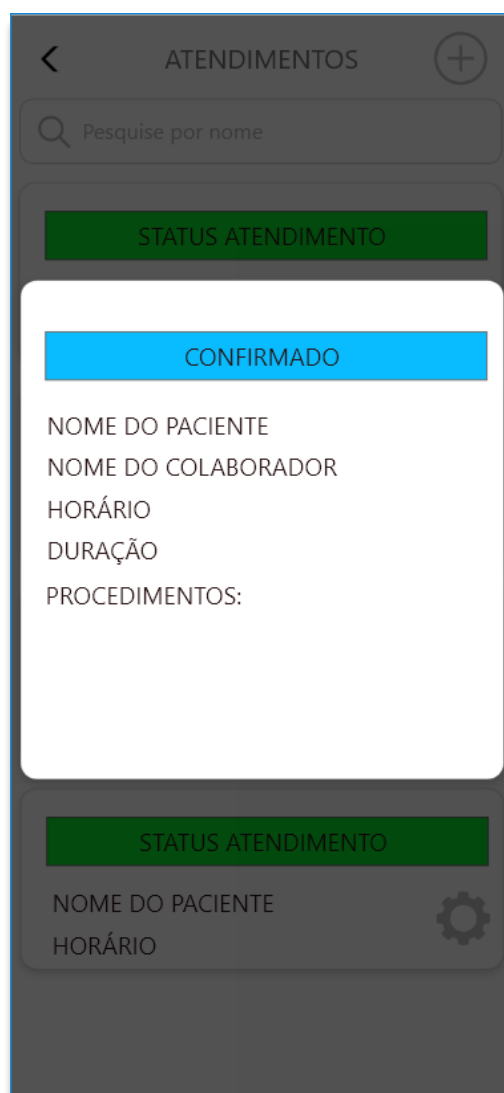 ATENDIMENTOS
Pesquise por nome
STATUS ATENDIMENTO
CONFIRMADO
NOME DO PACIENTE
NOME DO COLABORADOR
HORÁRIO
DURAÇÃO
PROCEDIMENTOS:
STATUS ATENDIMENTO
NOME DO PACIENTE
HORÁRIO